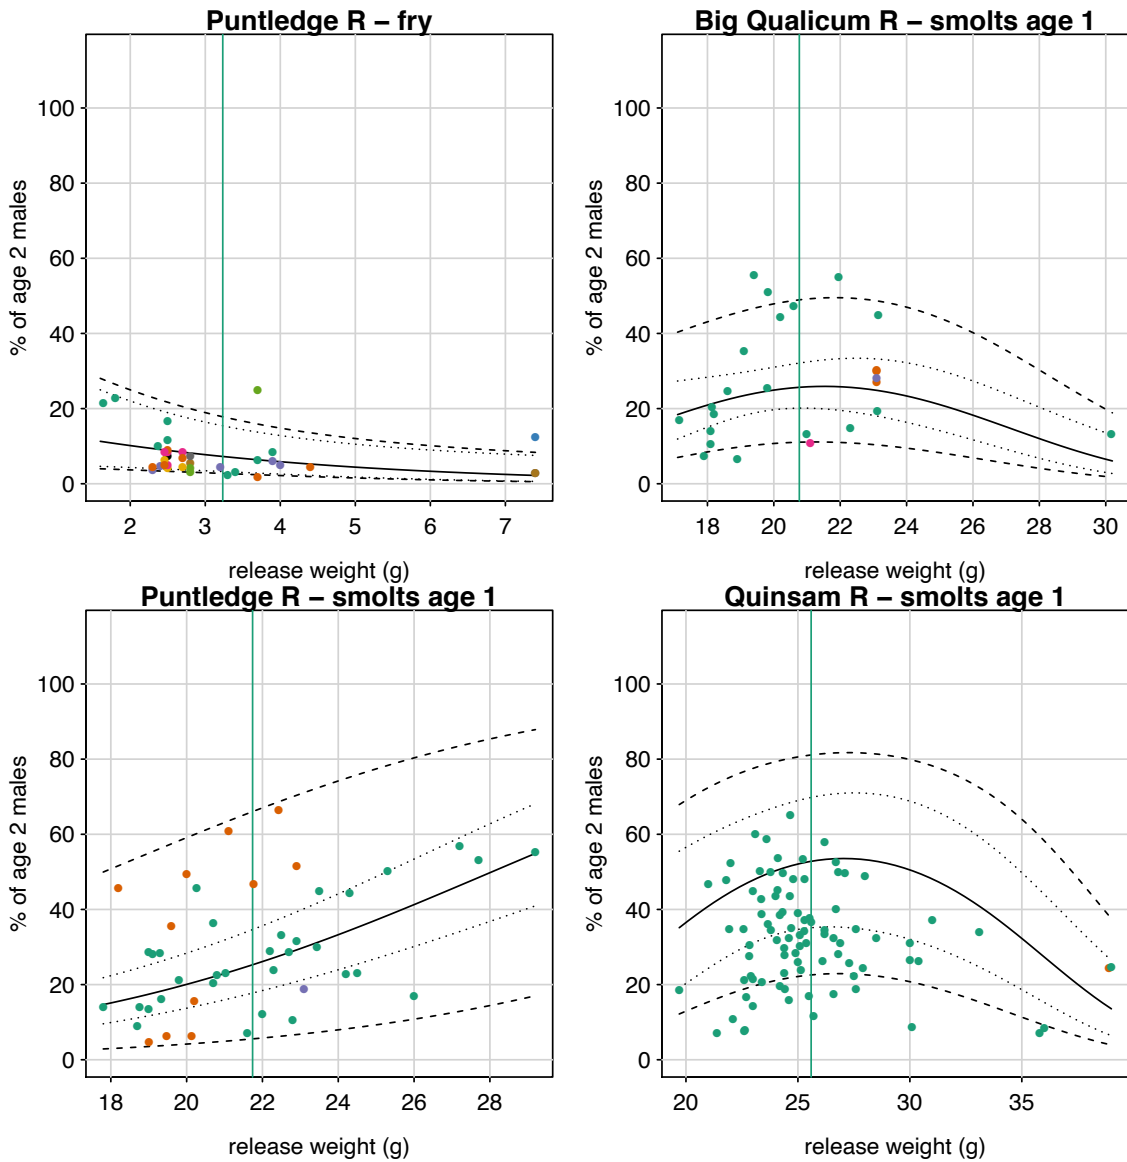 Puntledge R – fry
% of age 2 males
100
80
60
40
20
0
2 3 4 5 6 7
release weight (g)
Big Qualicum R – smolts age 1
% of age 2 males
100
80
60
40
20
0
18 20 22 24 26 28 30
release weight (g)
Puntledge R – smolts age 1
% of age 2 males
100
80
60
40
20
0
18 20 22 24 26 28
release weight (g)
Quinsam R – smolts age 1
% of age 2 males
100
80
60
40
20
0
20 25 30 35
release weight (g)